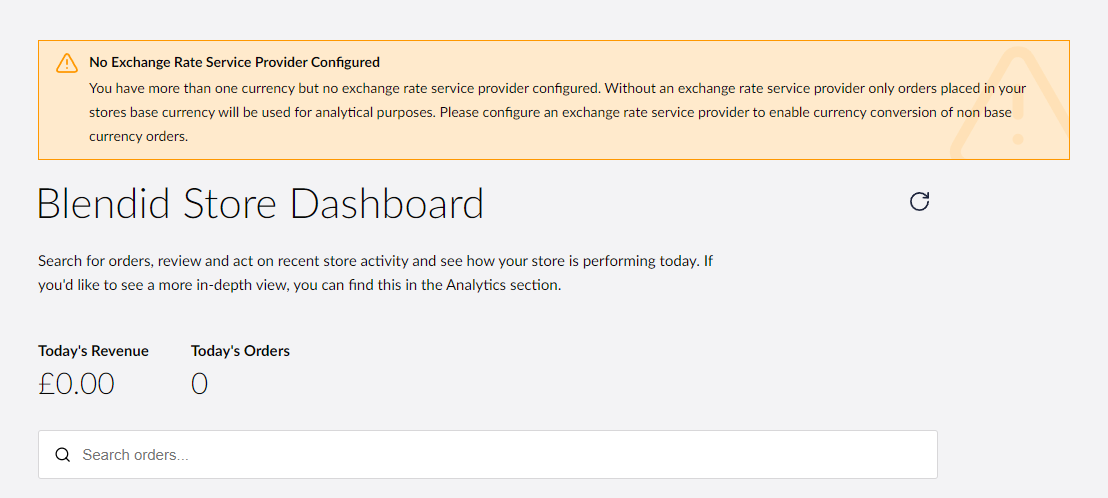 No Exchange Rate Service Provider Configured
You have more than one currency but no exchange rate service provider configured. Without an exchange rate service provider only orders placed in your
stores base currency will be used for analytical purposes. Please configure an exchange rate service provider to enable currency conversion of non base
currency orders.
Blendid Store Dashboard
Search for orders, review and act on recent store activity and see how your store is performing today. If
you'd like to see a more in-depth view, you can find this in the Analytics section.
Today's Revenue Today's Orders
£0.00 0
Search orders...